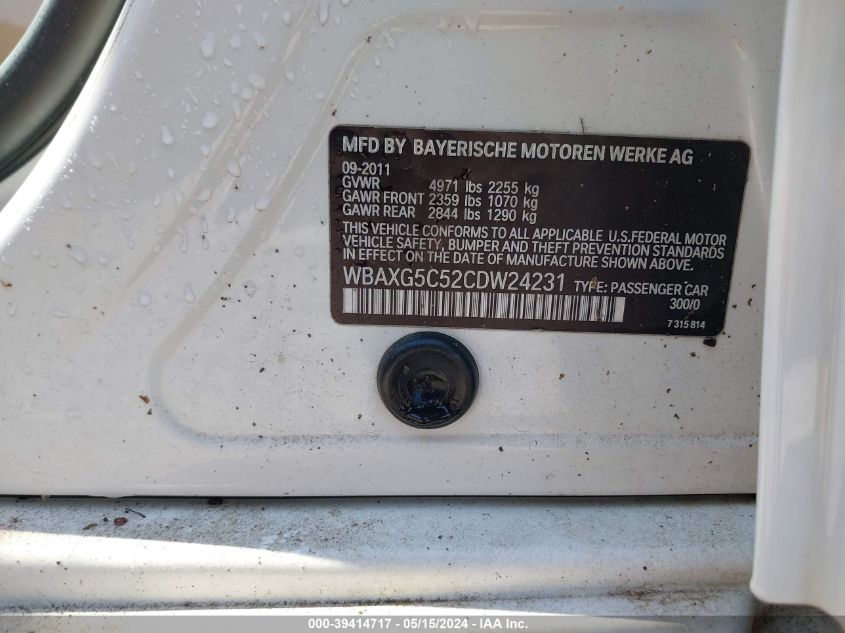 MFD BY BAYERISCHE MOTOREN WERKE AG
09-2011
GVWR 4971 lbs 2255 kg
GAWR FRONT 2359 lbs 1070 kg
GAWR REAR 2844 lbs 1290 kg
THIS VEHICLE CONFORMS TO ALL APPLICABLE U.S.FEDERAL MOTOR
VEHICLE SAFETY, BUMPER AND THEFT PREVENTION STANDARDS
IN EFFECT ON THE DATE OF MANUFACTURE SHOWN ABOVE.
WBAXG5C52CDW24231 TYPE: PASSENGER CAR
300/0
7 315 814
000-39414717 - 05/15/2024 - IAA Inc.